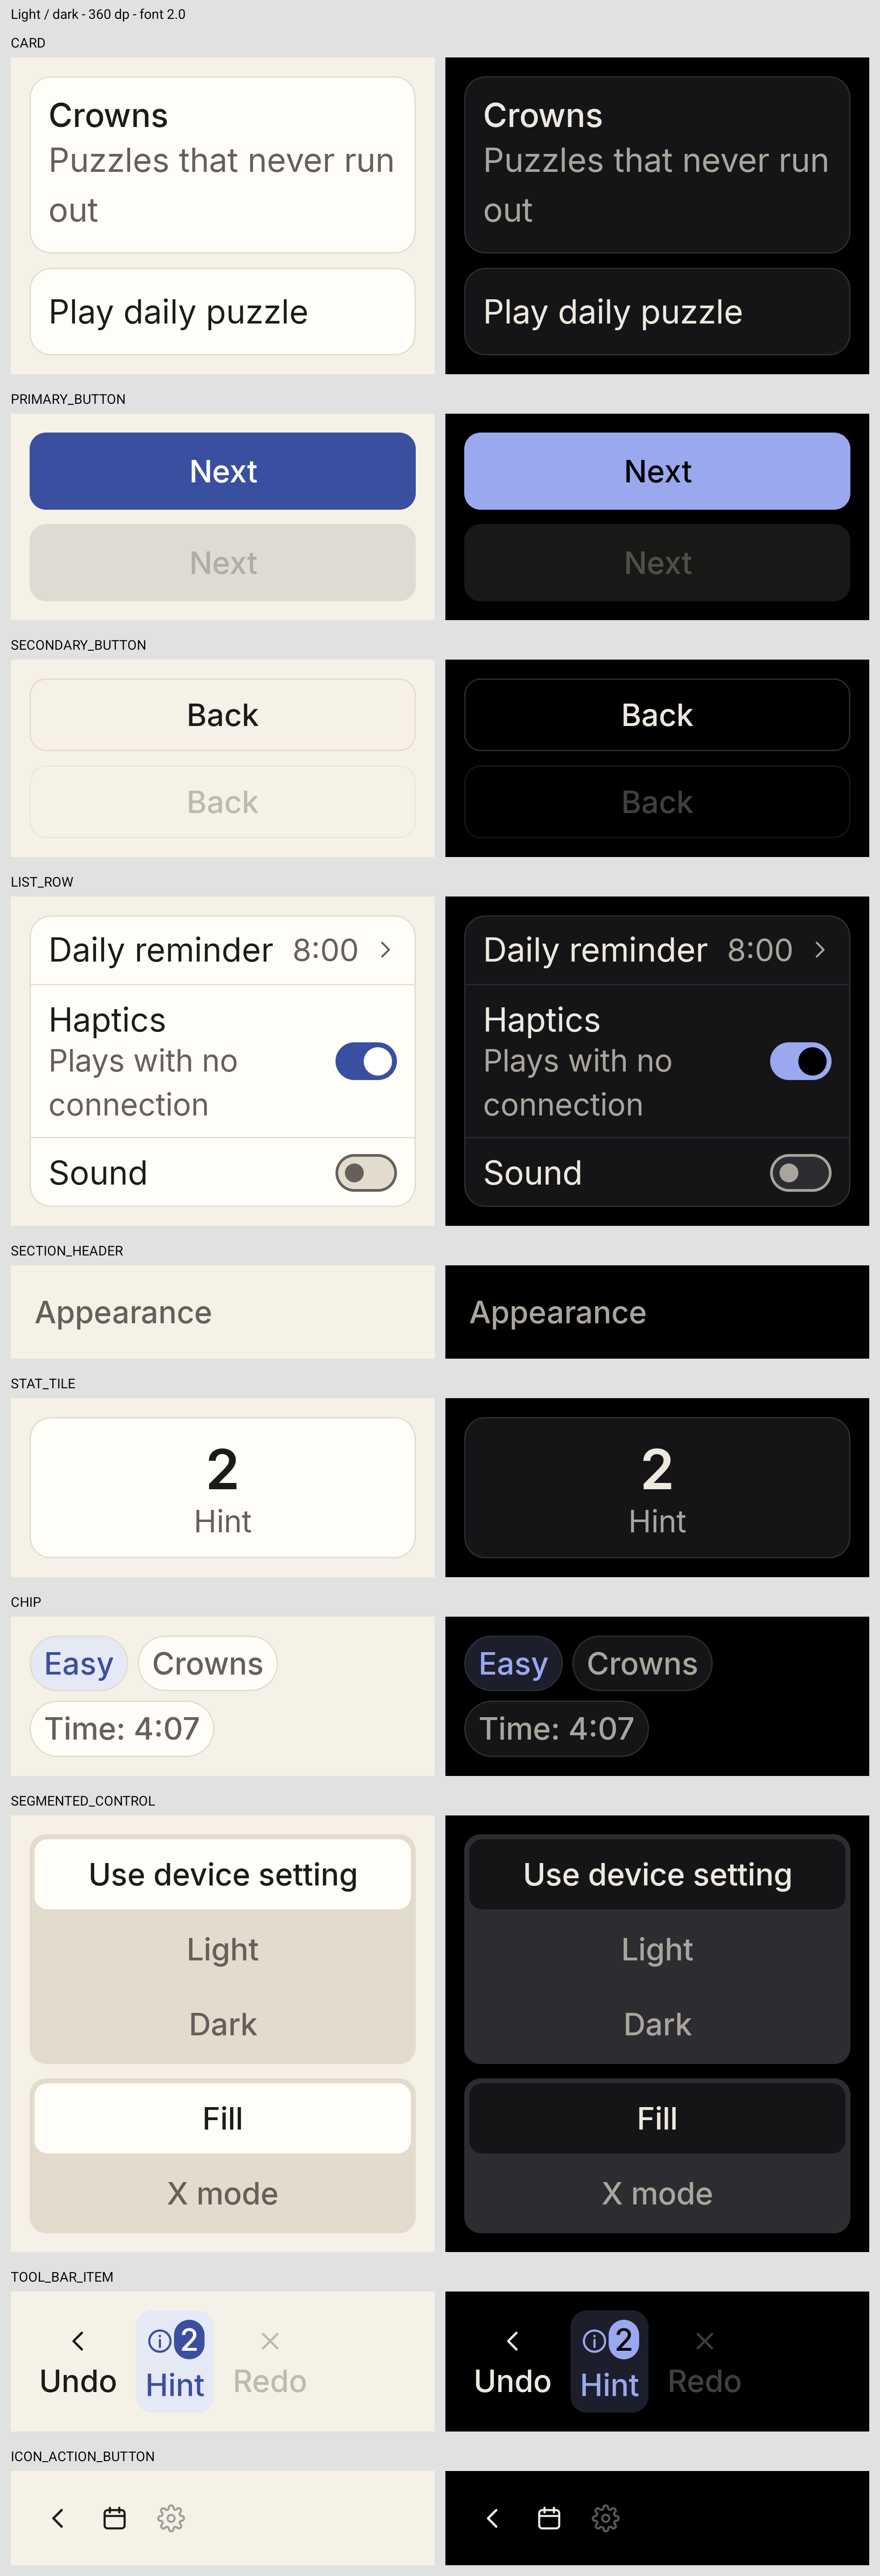 Light / dark - 360 dp - font 2.0
CARD
Crowns
Puzzles that never run
out
Play daily puzzle
Crowns
Puzzles that never run
out
Play daily puzzle
PRIMARY_BUTTON
Next
Next
Next
Next
SECONDARY_BUTTON
Back
Back
Back
Back
LIST_ROW
Daily reminder 8:00
Haptics
Plays with no
connection
Sound
Daily reminder 8:00
Haptics
Plays with no
connection
Sound
SECTION_HEADER
Appearance
Appearance
STAT_TILE
2
Hint
2
Hint
CHIP
Easy Crowns
Time: 4:07
Easy Crowns
Time: 4:07
SEGMENTED_CONTROL
Use device setting
Light
Dark
Fill
X mode
Use device setting
Light
Dark
Fill
X mode
TOOL_BAR_ITEM
2
Undo Hint Redo
2
Undo Hint Redo
ICON_ACTION_BUTTON